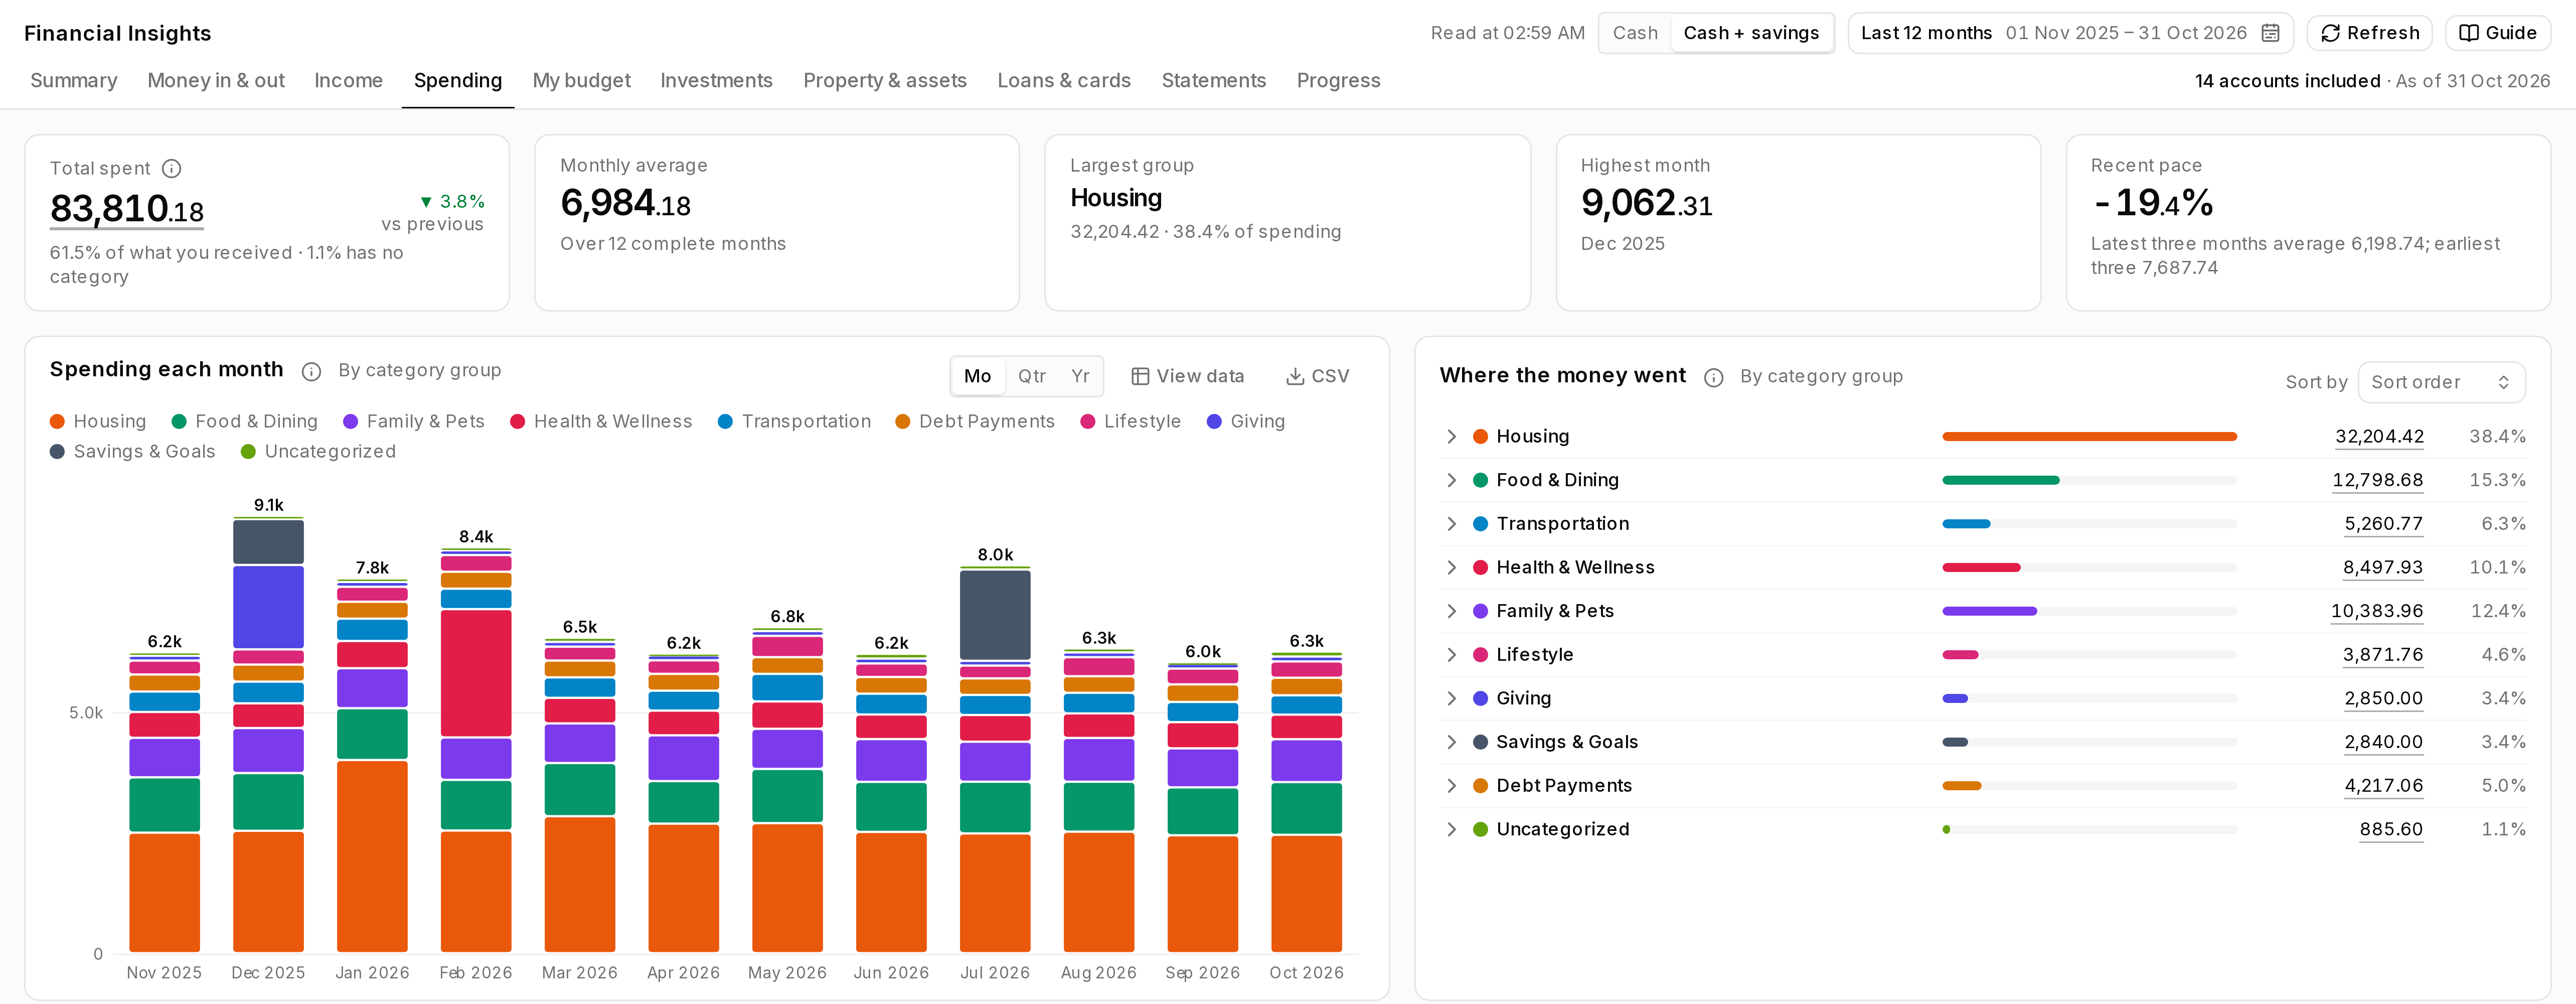 Financial Insights
Read at 02:59 AM
Cash
Cash + savings
Last 12 months 01 Nov 2025 – 31 Oct 2026
Refresh
Guide
Summary
Money in & out
Income
Spending
My budget
Investments
Property & assets
Loans & cards
Statements
Progress
14 accounts included · As of 31 Oct 2026
Total spent
83,810.18
▼ 3.8%
vs previous
61.5% of what you received · 1.1% has no
category
Monthly average
6,984.18
Over 12 complete months
Largest group
Housing
32,204.42 · 38.4% of spending
Highest month
9,062.31
Dec 2025
Recent pace
-19.4%
Latest three months average 6,198.74; earliest
three 7,687.74
Spending each month
By category group
Mo
Qtr
Yr
View data
CSV
Housing
Food & Dining
Family & Pets
Health & Wellness
Transportation
Debt Payments
Lifestyle
Giving
Savings & Goals
Uncategorized
6.2k
9.1k
7.8k
8.4k
6.5k
6.2k
6.8k
6.2k
8.0k
6.3k
6.0k
6.3k
5.0k
0
Nov 2025
Dec 2025
Jan 2026
Feb 2026
Mar 2026
Apr 2026
May 2026
Jun 2026
Jul 2026
Aug 2026
Sep 2026
Oct 2026
Where the money went
By category group
Sort by
Sort order
Housing 32,204.42 38.4%
Food & Dining 12,798.68 15.3%
Transportation 5,260.77 6.3%
Health & Wellness 8,497.93 10.1%
Family & Pets 10,383.96 12.4%
Lifestyle 3,871.76 4.6%
Giving 2,850.00 3.4%
Savings & Goals 2,840.00 3.4%
Debt Payments 4,217.06 5.0%
Uncategorized 885.60 1.1%